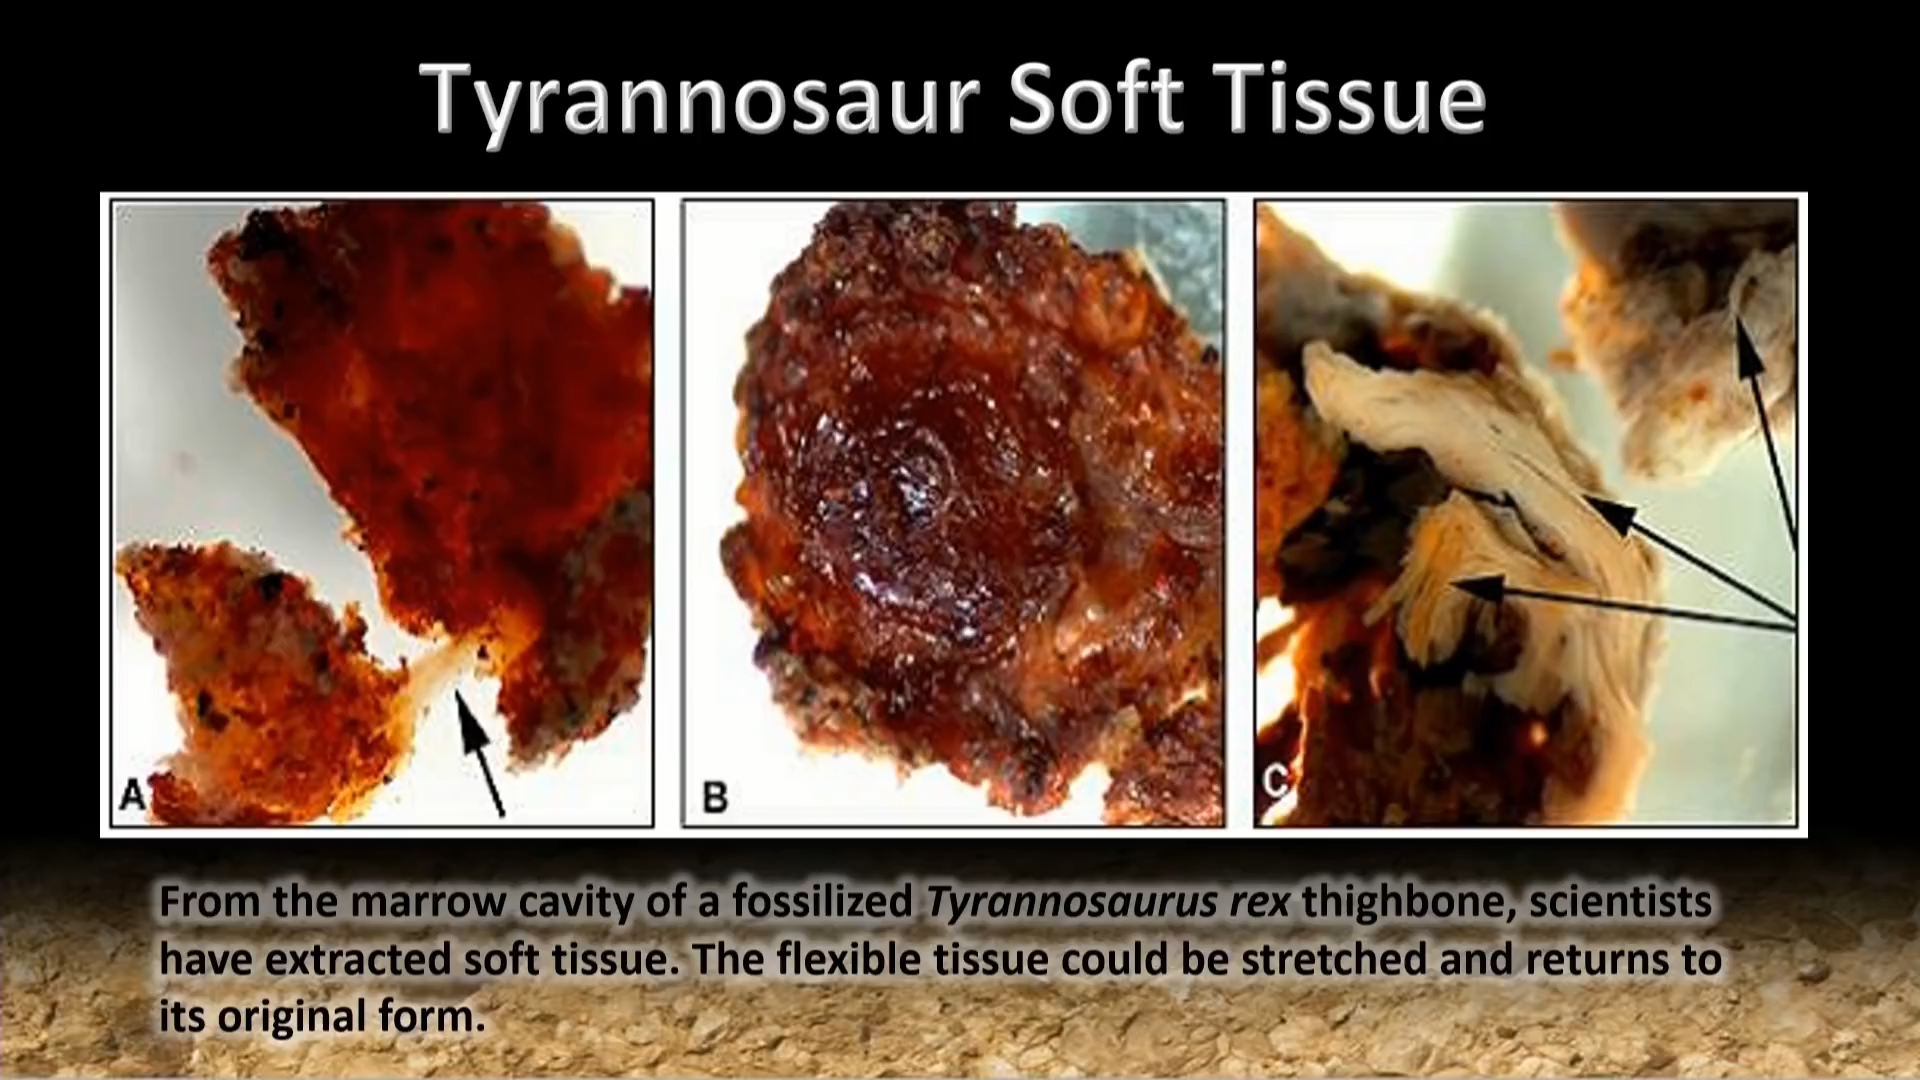 Tyrannosaur Soft Tissue
A
B
C
From the marrow cavity of a fossilized Tyrannosaurus rex thighbone, scientists
have extracted soft tissue. The flexible tissue could be stretched and returns to
its original form.